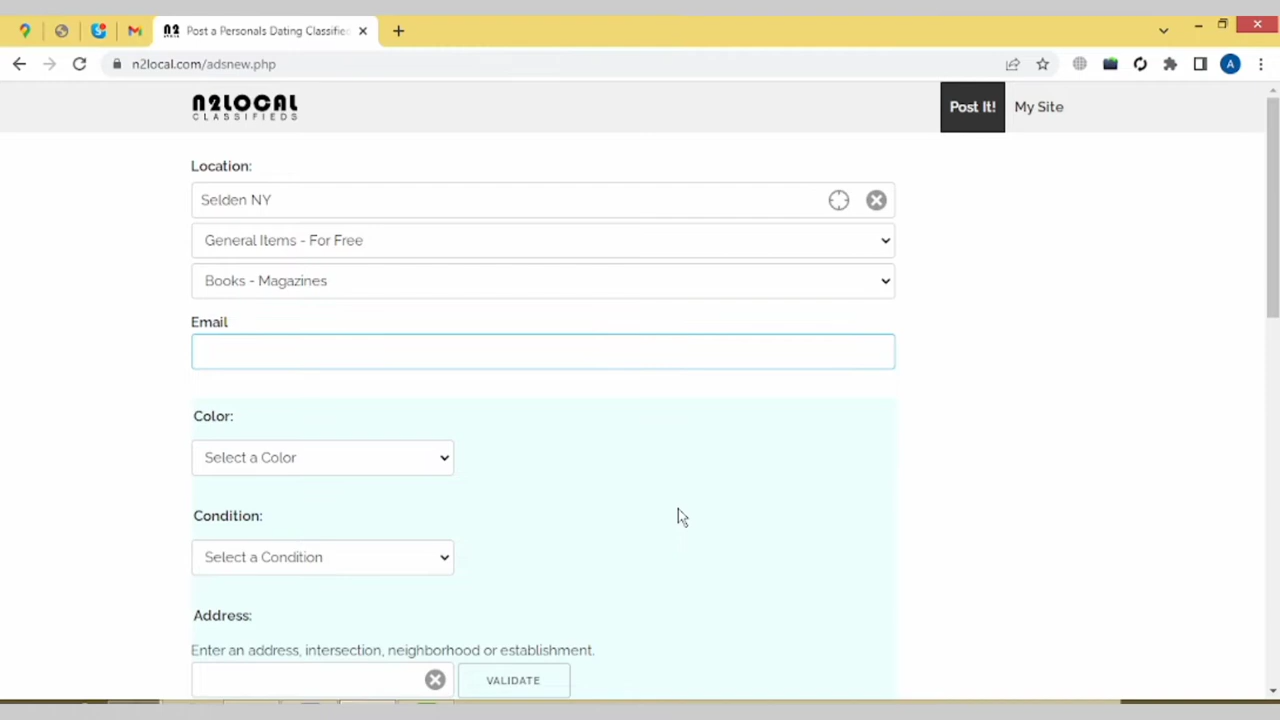 Post a Personals Dating Classifie
n2local.com/adsnew.php
A
n2LOCAL
CLASSIFIEDS
Post It!
My Site
Location:
Selden NY
General Items - For Free
Books - Magazines
Email
Color:
Select a Color
Condition:
Select a Condition
Address:
Enter an address, intersection, neighborhood or establishment.
VALIDATE